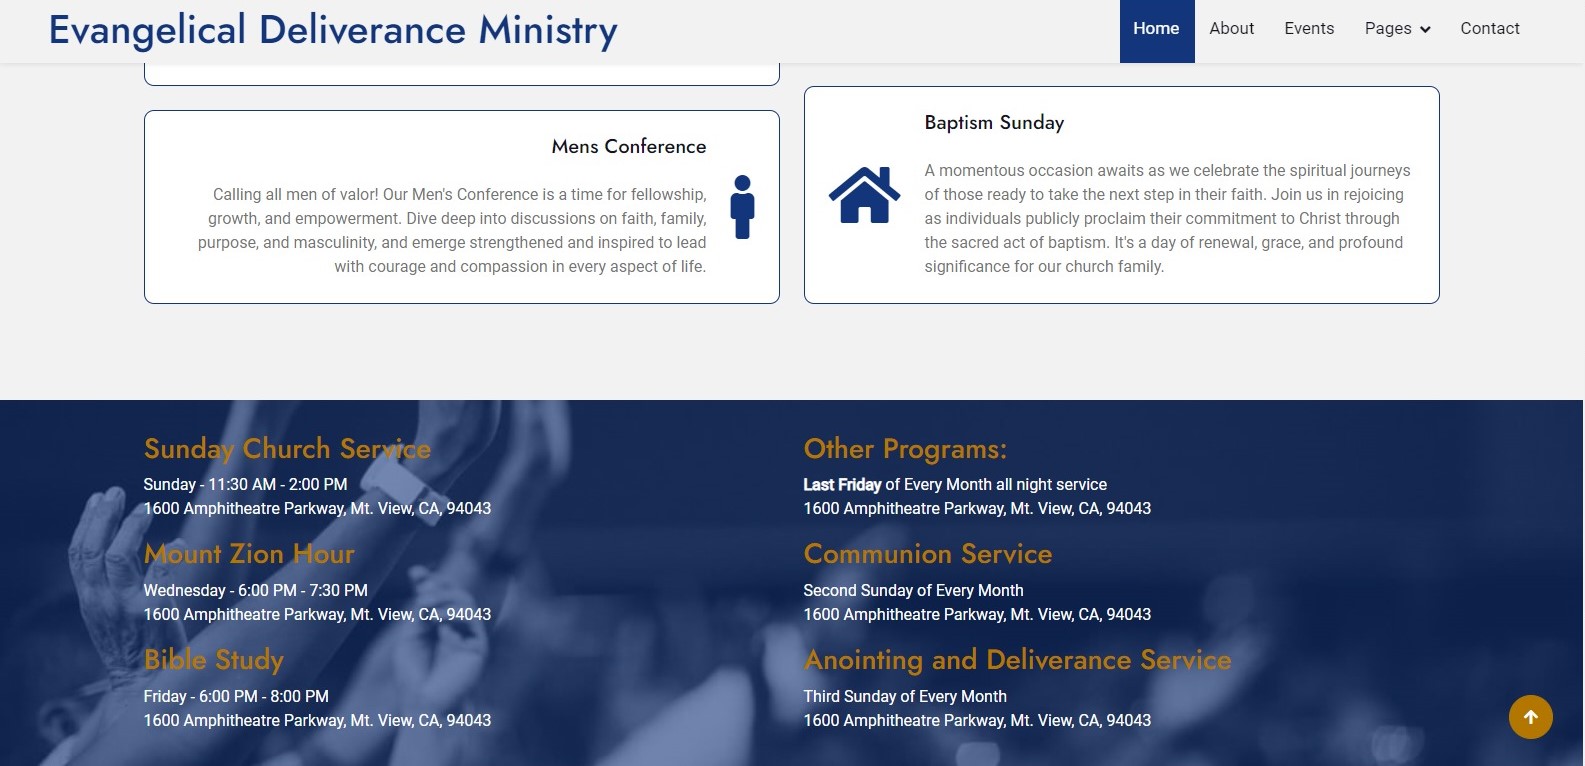 Evangelical Deliverance Ministry
Home About Events Pages Contact
Mens Conference
Calling all men of valor! Our Men's Conference is a time for fellowship,
growth, and empowerment. Dive deep into discussions on faith, family,
purpose, and masculinity, and emerge strengthened and inspired to lead
with courage and compassion in every aspect of life.
Baptism Sunday
A momentous occasion awaits as we celebrate the spiritual journeys
of those ready to take the next step in their faith. Join us in rejoicing
as individuals publicly proclaim their commitment to Christ through
the sacred act of baptism. It's a day of renewal, grace, and profound
significance for our church family.
Sunday Church Service
Sunday - 11:30 AM - 2:00 PM
1600 Amphitheatre Parkway, Mt. View, CA, 94043
Mount Zion Hour
Wednesday - 6:00 PM - 7:30 PM
1600 Amphitheatre Parkway, Mt. View, CA, 94043
Bible Study
Friday - 6:00 PM - 8:00 PM
1600 Amphitheatre Parkway, Mt. View, CA, 94043
Other Programs:
Last Friday of Every Month all night service
1600 Amphitheatre Parkway, Mt. View, CA, 94043
Communion Service
Second Sunday of Every Month
1600 Amphitheatre Parkway, Mt. View, CA, 94043
Anointing and Deliverance Service
Third Sunday of Every Month
1600 Amphitheatre Parkway, Mt. View, CA, 94043